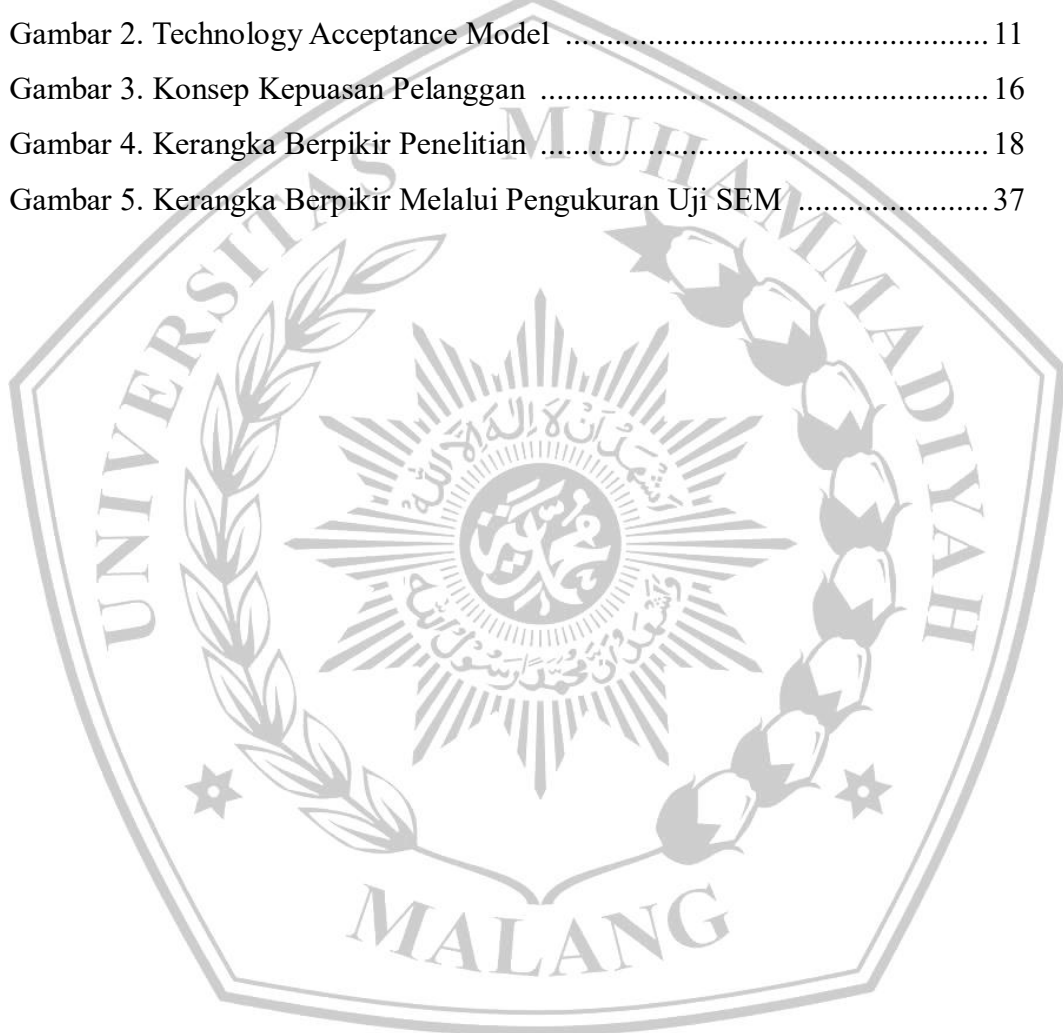 Gambar 2. Technology Acceptance Model ................................................ 11
Gambar 3. Konsep Kepuasan Pelanggan ................................................... 16
Gambar 4. Kerangka Berpikir Penelitian ................................................... 18
Gambar 5. Kerangka Berpikir Melalui Pengukuran Uji SEM ...................... 37
UNIVERSITAS MUHAMMADIYAH
MALANG